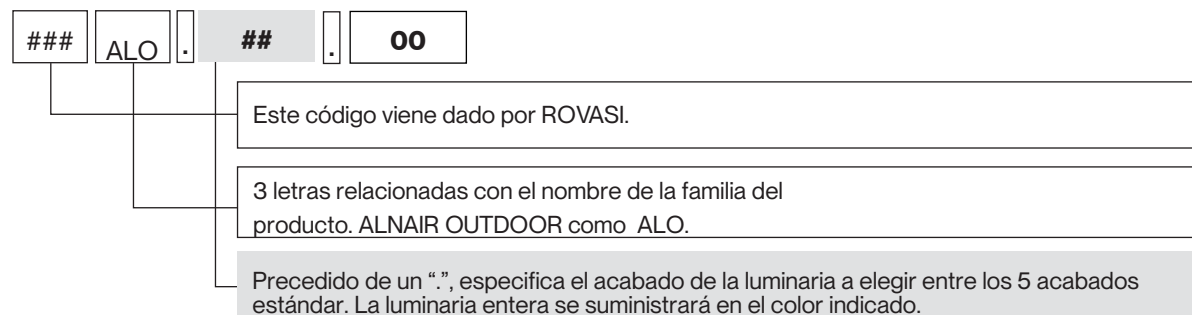 ### ALO . ## . 00
Este código viene dado por ROVASI.
3 letras relacionadas con el nombre de la familia del
producto. ALNAIR OUTDOOR como ALO.
Precedido de un “.”, especifica el acabado de la luminaria a elegir entre los 5 acabados
estándar. La luminaria entera se suministrará en el color indicado.